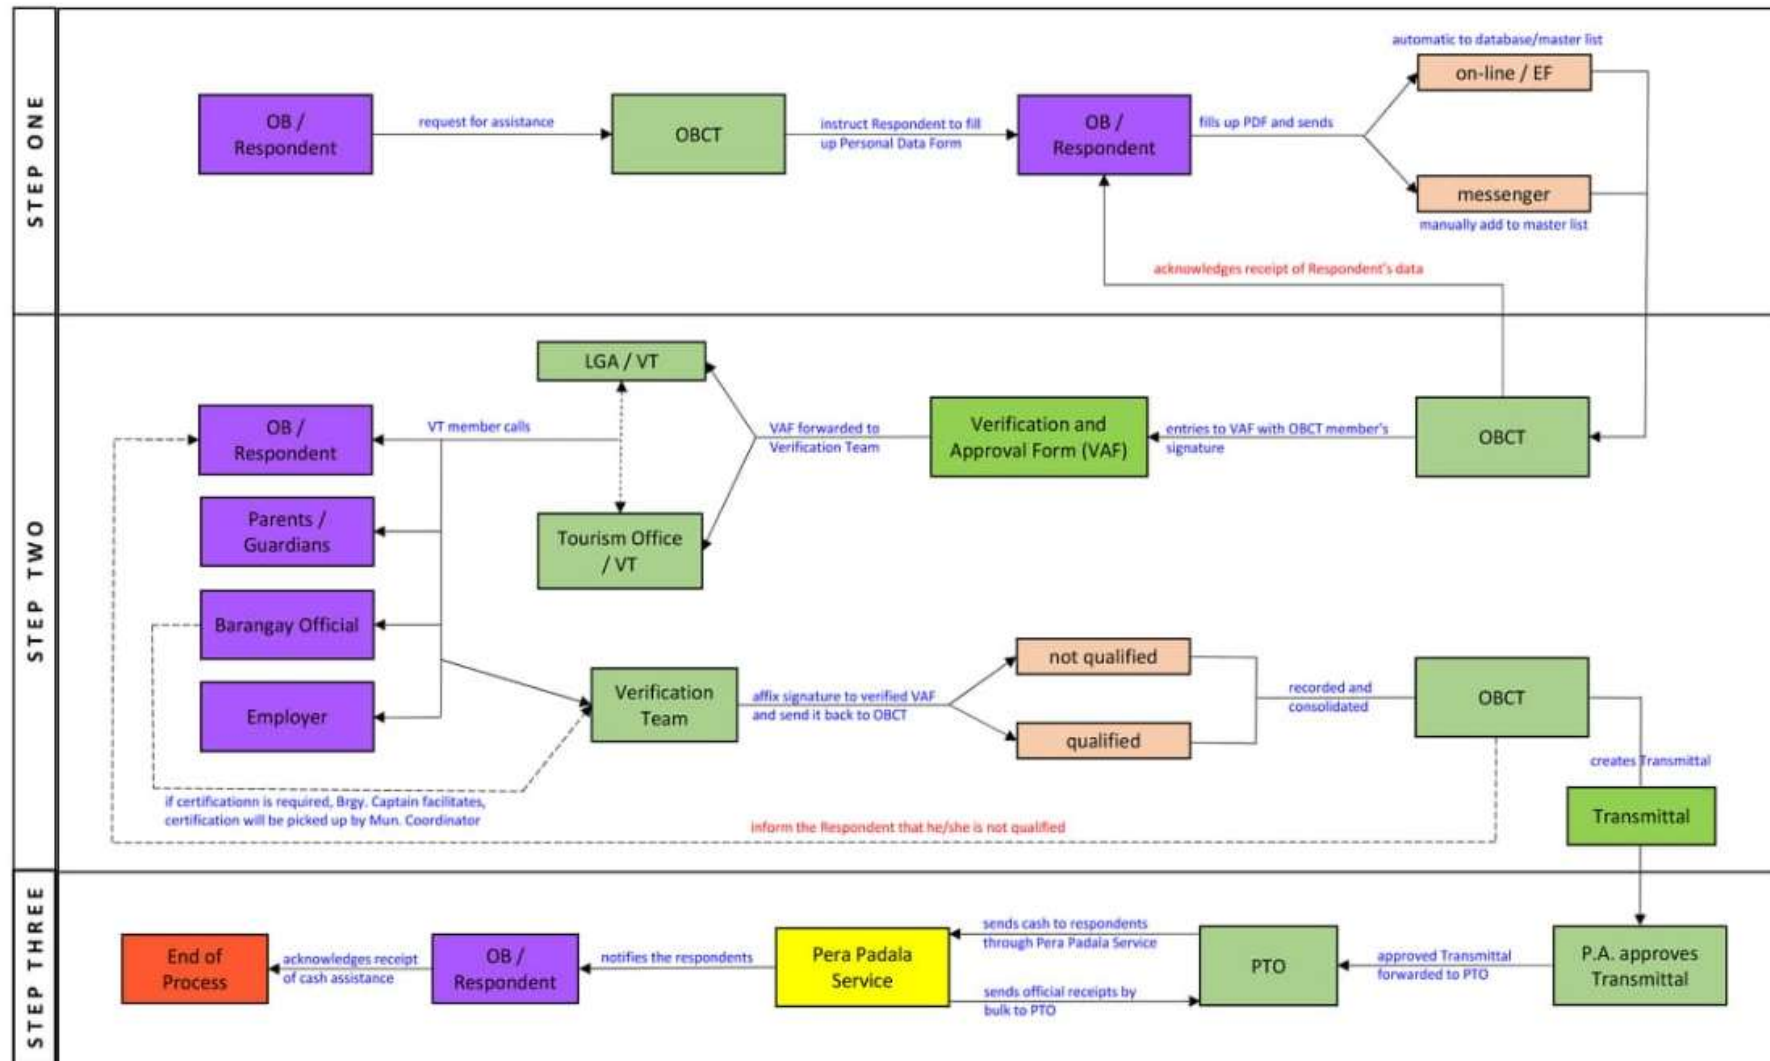 STEP ONE
OB /
Respondent
request for assistance
OBCT
instruct Respondent to fill
up Personal Data Form
OB /
Respondent
fills up PDF and sends
automatic to database/master list
on-line / EF
messenger
manually add to master list
acknowledges receipt of Respondent's data
STEP TWO
OBCT
entries to VAF with OBCT member's
signature
Verification and
Approval Form (VAF)
VAF forwarded to
Verification Team
LGA / VT
Tourism Office
/ VT
VT member calls
OB /
Respondent
Parents /
Guardians
Barangay Official
Employer
if certificationn is required, Brgy. Captain facilitates,
certification will be picked up by Mun. Coordinator
Verification
Team
affix signature to verified VAF
and send it back to OBCT
not qualified
qualified
recorded and
consolidated
OBCT
inform the Respondent that he/she is not qualified
creates Transmittal
Transmittal
STEP THREE
P.A. approves
Transmittal
approved Transmittal
forwarded to PTO
PTO
sends cash to respondents
through Pera Padala Service
sends official receipts by
bulk to PTO
Pera Padala
Service
notifies the respondents
OB /
Respondent
acknowledges receipt
of cash assistance
End of
Process